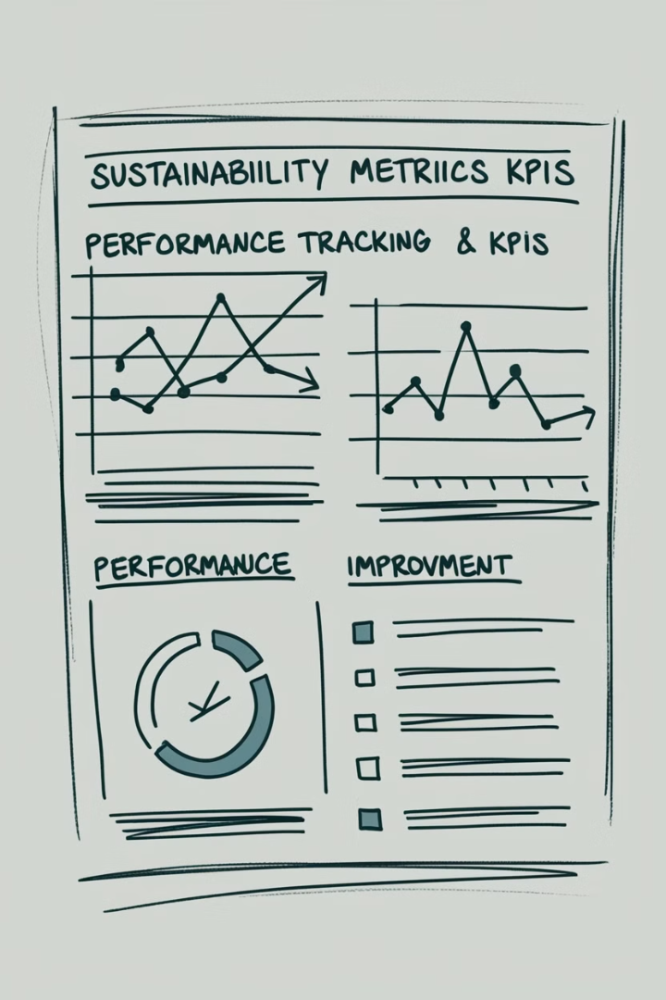 SUSTAINABIILITY METRIICS KPIS
PERFORMANCE TRACKING & KPiS
PERFORMANCE
IMPROVMENT